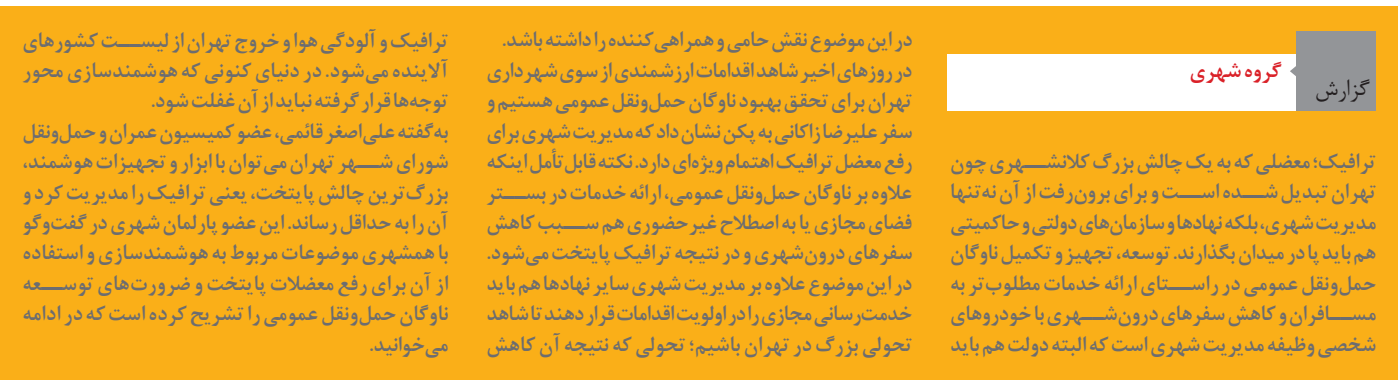 گزارش
گروه شهری
ترافیک؛ معضلی که به یک چالش بزرگ کلانشهری چون
تهران تبدیل شده است و برای برون‌رفت از آن نه‌تنها
مدیریت شهری، بلکه نهادها و سازمان‌های دولتی و حاکمیتی
هم باید پا در میدان بگذارند. توسعه، تجهیز و تکمیل ناوگان
حمل‌ونقل عمومی در راستای ارائه خدمات مطلوب‌تر به
مسافران و کاهش سفرهای درون‌شهری با خودروهای
شخصی وظیفه مدیریت شهری است که البته دولت هم باید
در این موضوع نقش حامی و همراهی‌کننده را داشته باشد.
در روزهای اخیر شاهد اقدامات ارزشمندی از سوی شهرداری
تهران برای تحقق بهبود ناوگان حمل‌ونقل عمومی هستیم و
سفر علیرضا زاکانی به پکن نشان داد که مدیریت شهری برای
رفع معضل ترافیک اهتمام ویژه‌ای دارد. نکته قابل تأمل اینکه
علاوه بر ناوگان حمل‌ونقل عمومی، ارائه خدمات در بستر
فضای مجازی یا به اصطلاح غیرحضوری هم سبب کاهش
سفرهای درون‌شهری و در نتیجه ترافیک پایتخت می‌شود.
در این موضوع علاوه بر مدیریت شهری سایر نهادها هم باید
خدمت‌رسانی مجازی را در اولویت اقدامات قرار دهند تا شاهد
تحولی بزرگ در تهران باشیم؛ تحولی که نتیجه آن کاهش
ترافیک و آلودگی هوا و خروج تهران از لیست کشورهای
آلاینده می‌شود. در دنیای کنونی که هوشمندسازی محور
توجه‌ها قرار گرفته نباید از آن غفلت شود.
به‌گفته علی‌اصغر قائمی، عضو کمیسیون عمران و حمل‌ونقل
شورای شهر تهران می‌توان با ابزار و تجهیزات هوشمند،
بزرگ‌ترین چالش پایتخت، یعنی ترافیک را مدیریت کرد و
آن را به حداقل رساند. این عضو پارلمان شهری در گفت‌وگو
با همشهری موضوعات مربوط به هوشمندسازی و استفاده
از آن برای رفع معضلات پایتخت و ضرورت‌های توسعه
ناوگان حمل‌ونقل عمومی را تشریح کرده است که در ادامه
می‌خوانید.